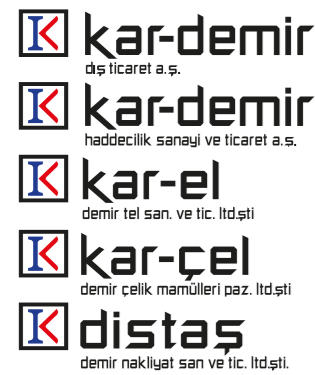 kar-demir
dış ticaret a.ş.
kar-demir
haddecilik sanayi ve ticaret a.ş.
kar-el
demir tel san. ve tic. ltd.şti
kar-çel
demir çelik mamülleri paz. ltd.şti
distaş
demir nakliyat san ve tic. ltd.şti.